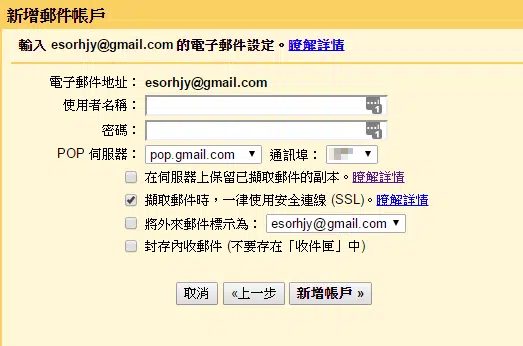 新增郵件帳戶
輸入 esorhjy@gmail.com 的電子郵件設定。瞭解詳情
電子郵件地址： esorhjy@gmail.com
使用者名稱：
密碼：
POP 伺服器： pop.gmail.com 通訊埠：
在伺服器上保留已擷取郵件的副本。瞭解詳情
擷取郵件時，一律使用安全連線 (SSL)。瞭解詳情
將外來郵件標示為： esorhjy@gmail.com
封存內收郵件 (不要存在「收件匣」中)
取消 «上一步 新增帳戶 »